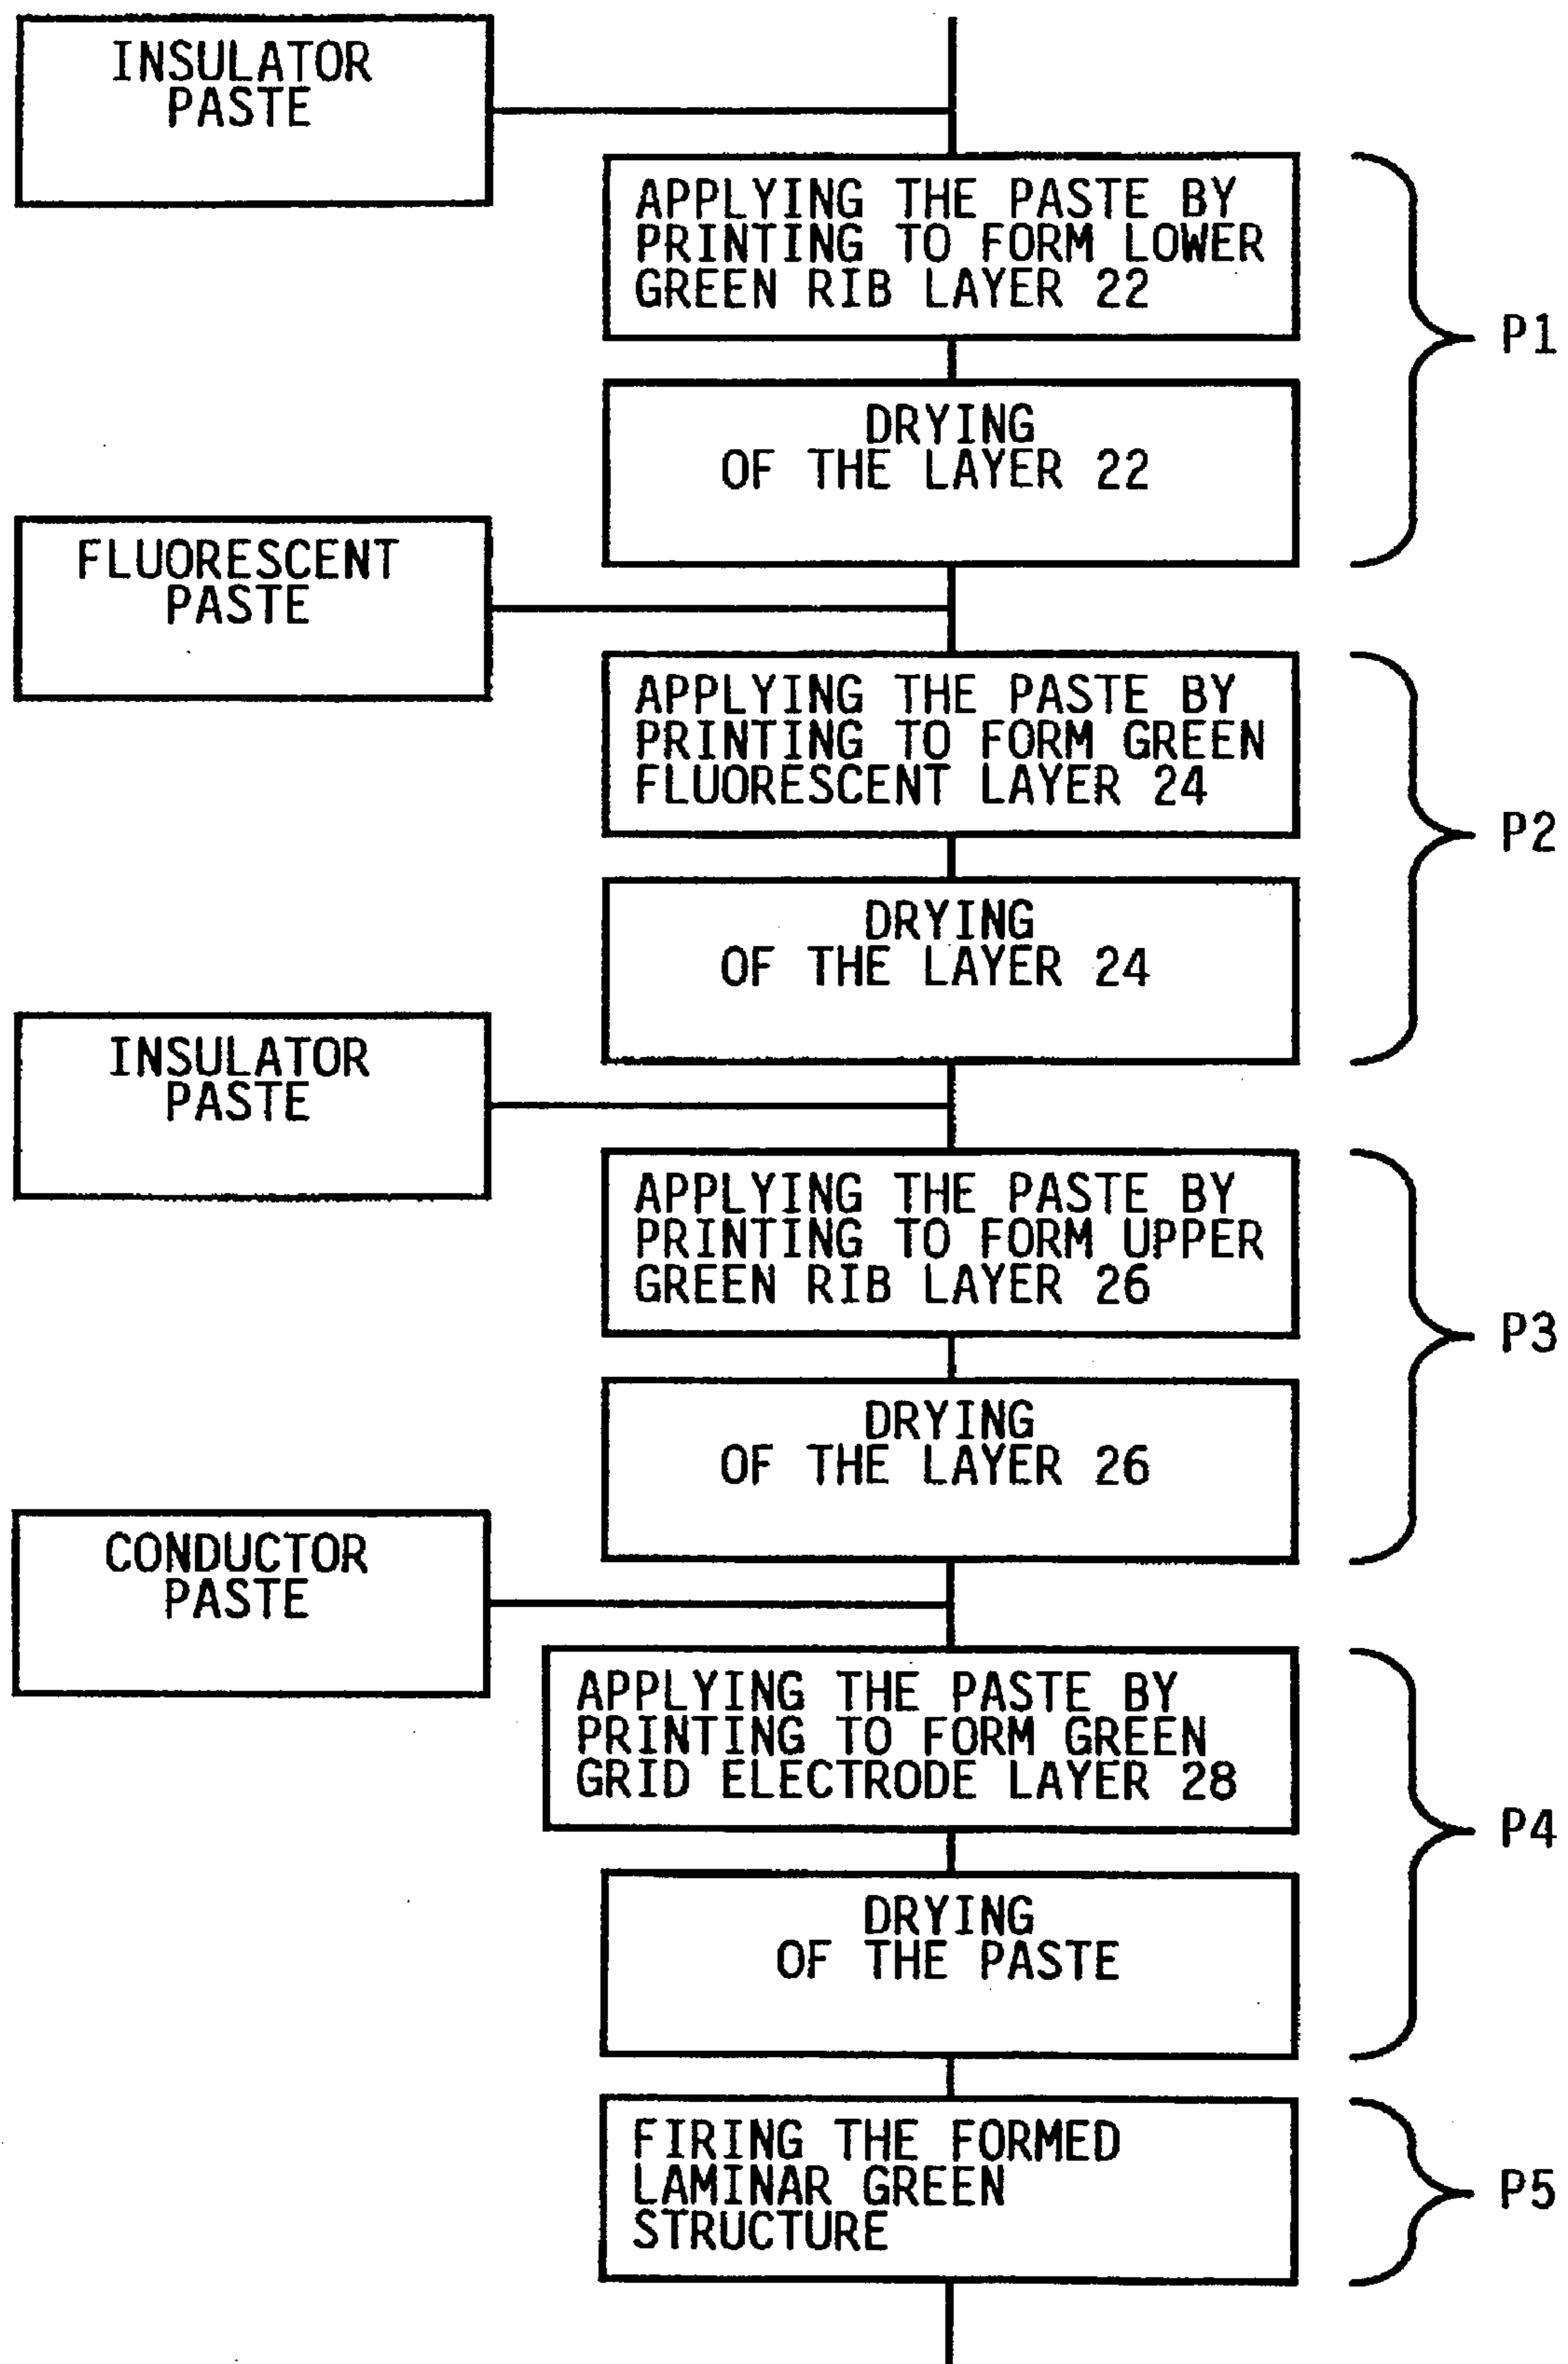 INSULATOR
PASTE
APPLYING THE PASTE BY
PRINTING TO FORM LOWER
GREEN RIB LAYER 22
P1
DRYING
OF THE LAYER 22
FLUORESCENT
PASTE
APPLYING THE PASTE BY
PRINTING TO FORM GREEN
FLUORESCENT LAYER 24
P2
DRYING
OF THE LAYER 24
INSULATOR
PASTE
APPLYING THE PASTE BY
PRINTING TO FORM UPPER
GREEN RIB LAYER 26
P3
DRYING
OF THE LAYER 26
CONDUCTOR
PASTE
APPLYING THE PASTE BY
PRINTING TO FORM GREEN
GRID ELECTRODE LAYER 28
P4
DRYING
OF THE PASTE
FIRING THE FORMED
LAMINAR GREEN
STRUCTURE
P5